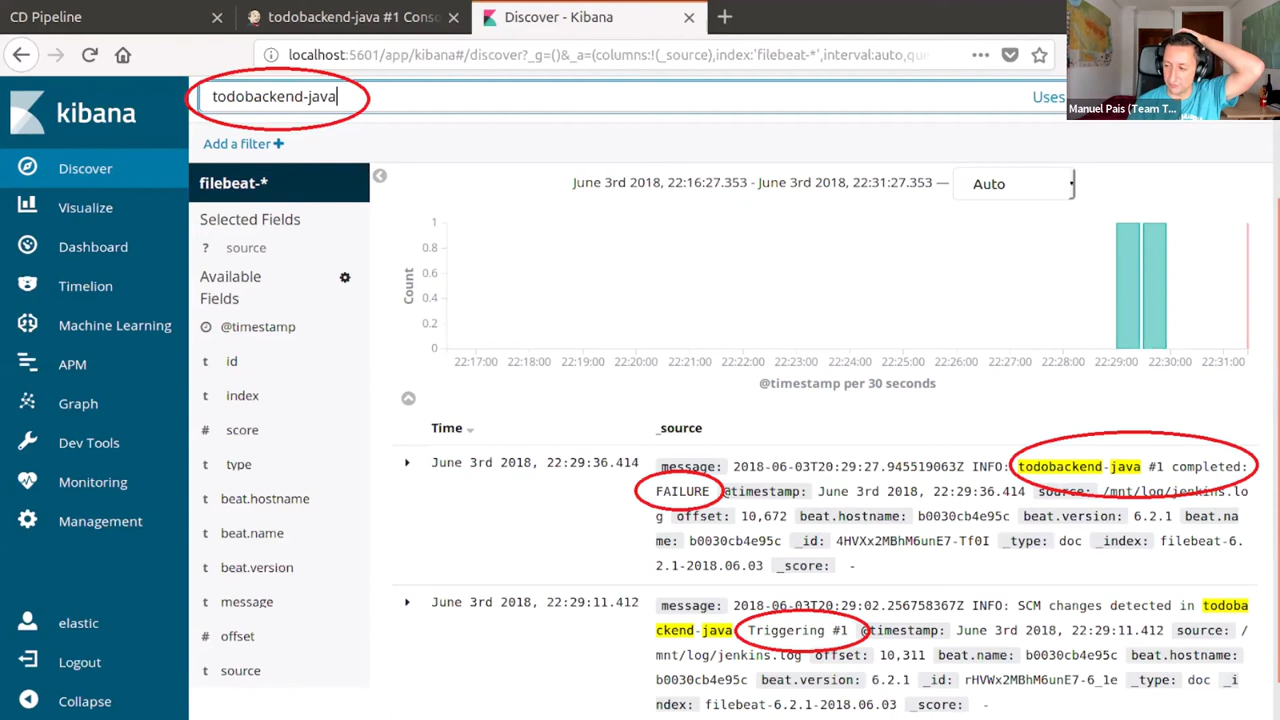 CD Pipeline
todobackend-java #1 Conso
Discover - Kibana
localhost:5601/app/kibana#/discover?_g=()&_a=(columns:!(_source),index:'filebeat-*',interval:auto,que
Manuel Pais (Team T...
kibana
todobackend-java
Uses
Add a filter +
Discover
Visualize
Dashboard
Timelion
Machine Learning
APM
Graph
Dev Tools
Monitoring
Management
elastic
Logout
Collapse
filebeat-*
Selected Fields
? source
Available
Fields
@timestamp
t id
t index
# score
t type
t beat.hostname
t beat.name
t beat.version
t message
# offset
t source
June 3rd 2018, 22:16:27.353 - June 3rd 2018, 22:31:27.353 —
Auto
Count
1
0.8
0.6
0.4
0.2
0
22:17:00 22:18:00 22:19:00 22:20:00 22:21:00 22:22:00 22:23:00 22:24:00 22:25:00 22:26:00 22:27:00 22:28:00 22:29:00 22:30:00 22:31:00
@timestamp per 30 seconds
Time _source
June 3rd 2018, 22:29:36.414
message: 2018-06-03T20:29:27.945519063Z INFO: todobackend-java #1 completed:
FAILURE @timestamp: June 3rd 2018, 22:29:36.414 source: /mnt/log/jenkins.lo
g offset: 10,672 beat.hostname: b0030cb4e95c beat.version: 6.2.1 beat.na
me: b0030cb4e95c _id: 4HVXx2MBhM6unE7-Tf0I _type: doc _index: filebeat-6.
2.1-2018.06.03 _score: -
June 3rd 2018, 22:29:11.412
message: 2018-06-03T20:29:02.256758367Z INFO: SCM changes detected in todoba
ckend-java Triggering #1 @timestamp: June 3rd 2018, 22:29:11.412 source: /
mnt/log/jenkins.log offset: 10,311 beat.name: b0030cb4e95c beat.hostname:
b0030cb4e95c beat.version: 6.2.1 _id: rHVWx2MBhM6unE7-6_1e _type: doc _i
ndex: filebeat-6.2.1-2018.06.03 _score: -